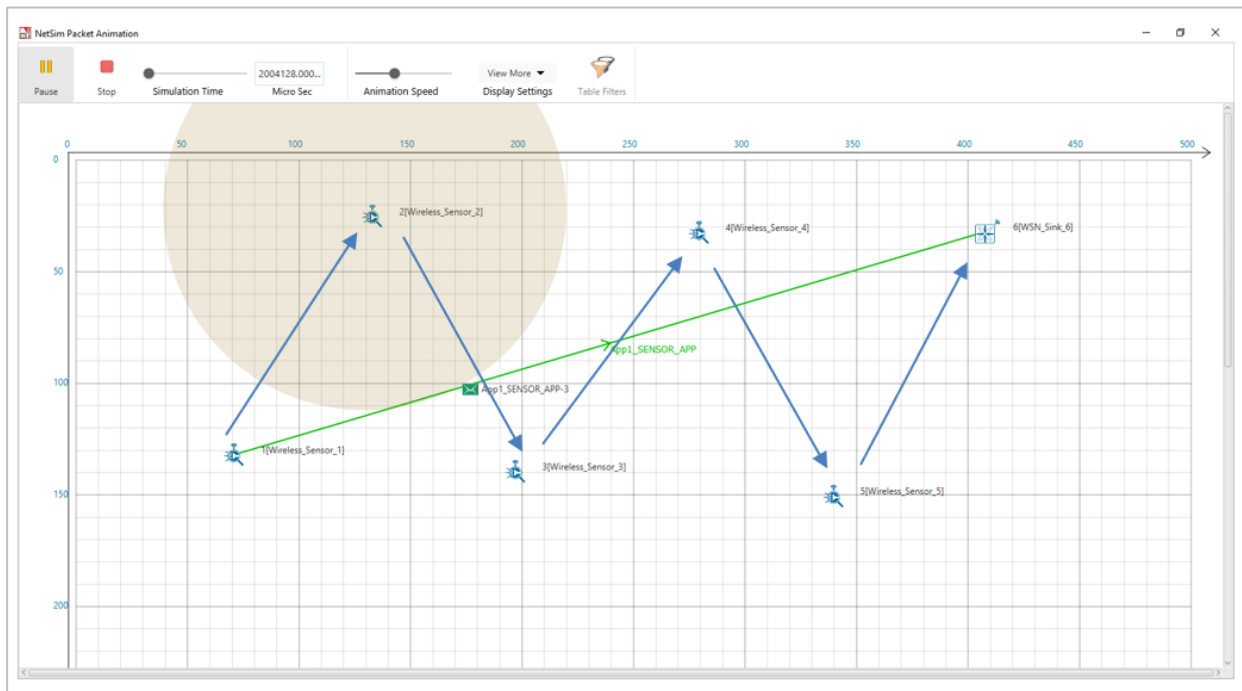 NetSim Packet Animation
2004128.000...
View More
Pause
Stop
Simulation Time
Micro Sec
Animation Speed
Display Settings
Table Filters
0 50 100 150 200 250 300 350 400 450 500
0
2[Wireless_Sensor_2]
4[Wireless_Sensor_4]
6[WSN_Sink_6]
50
App1_SENSOR_APP
100
App1_SENSOR_APP-3
1[Wireless_Sensor_1]
3[Wireless_Sensor_3]
150
5[Wireless_Sensor_5]
200